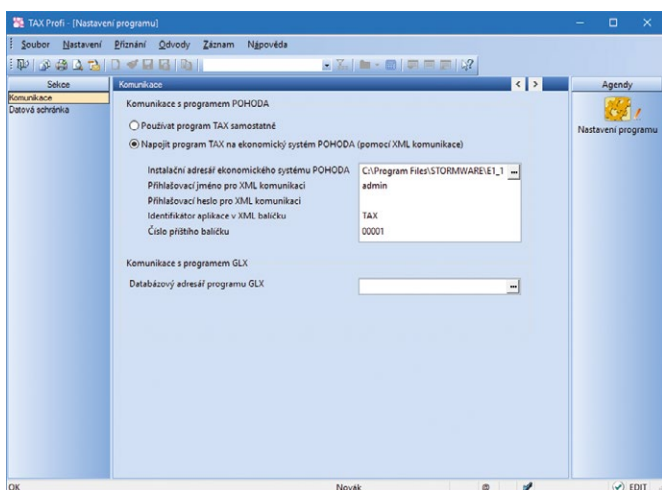 TAX Profi - [Nastavení programu]
Soubor Nastavení Přiznání Odvody Záznam Nápověda
Sekce
Komunikace
Agendy
Komunikace
Datová schránka
Nastavení programu
Komunikace s programem POHODA
Používat program TAX samostatně
Napojit program TAX na ekonomický systém POHODA (pomocí XML komunikace)
Instalační adresář ekonomického systému POHODA C:\Program Files\STORMWARE\E1_1 ...
Přihlašovací jméno pro XML komunikaci admin
Přihlašovací heslo pro XML komunikaci
Identifikátor aplikace v XML balíčku TAX
Číslo příštího balíčku 00001
Komunikace s programem GLX
Databázový adresář programu GLX ...
OK Novák @ EDIT